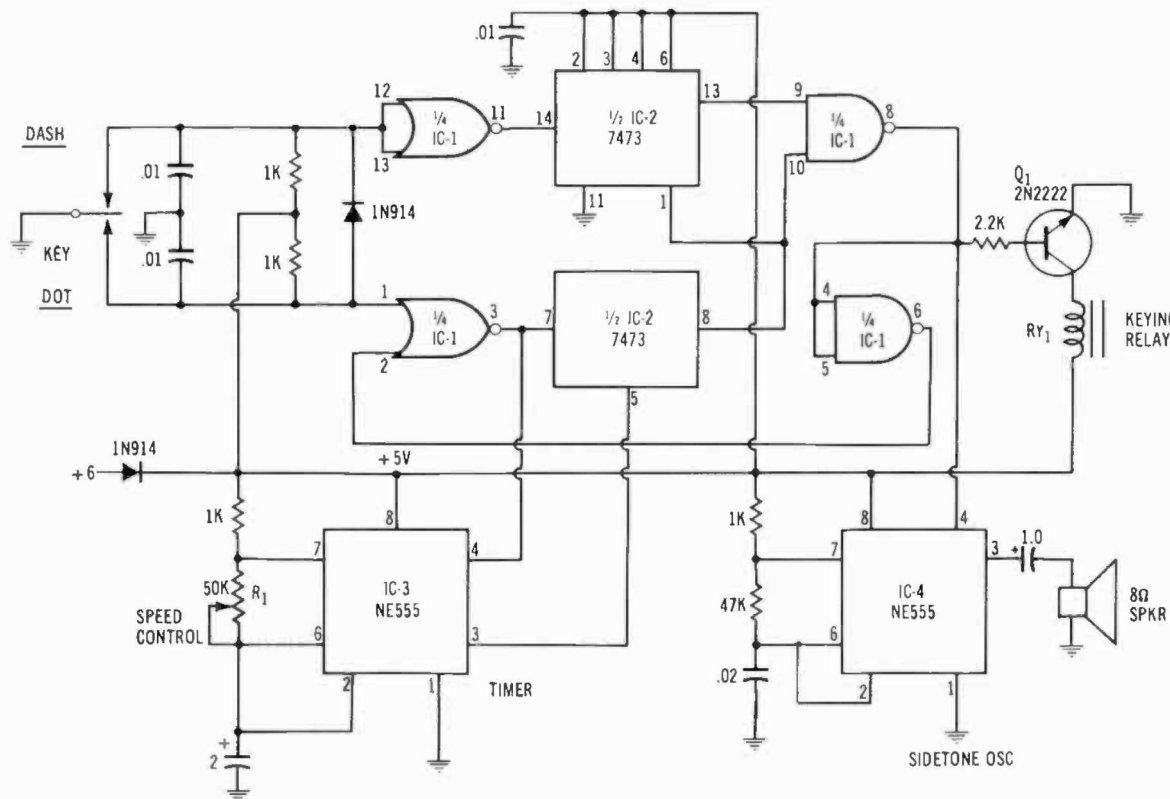 .01
2
3
4
6
12
13
¼
IC-1
11
14
½ IC-2
7473
13
9
10
¼
IC-1
8
11
1
DASH
.01
1K
1N914
KEY
.01
1K
DOT
Q1
2N2222
2.2K
1
2
¼
IC-1
3
7
½ IC-2
7473
8
5
4
5
¼
IC-1
6
RY1
KEYING
RELAY
1N914
+6
+5V
1K
50K
R1
SPEED
CONTROL
+
2
8
7
4
IC-3
NE555
6
3
2
1
TIMER
1K
47K
.02
8
4
7
3
IC-4
NE555
6
2
1
+
1.0
8Ω
SPKR
SIDETONE OSC